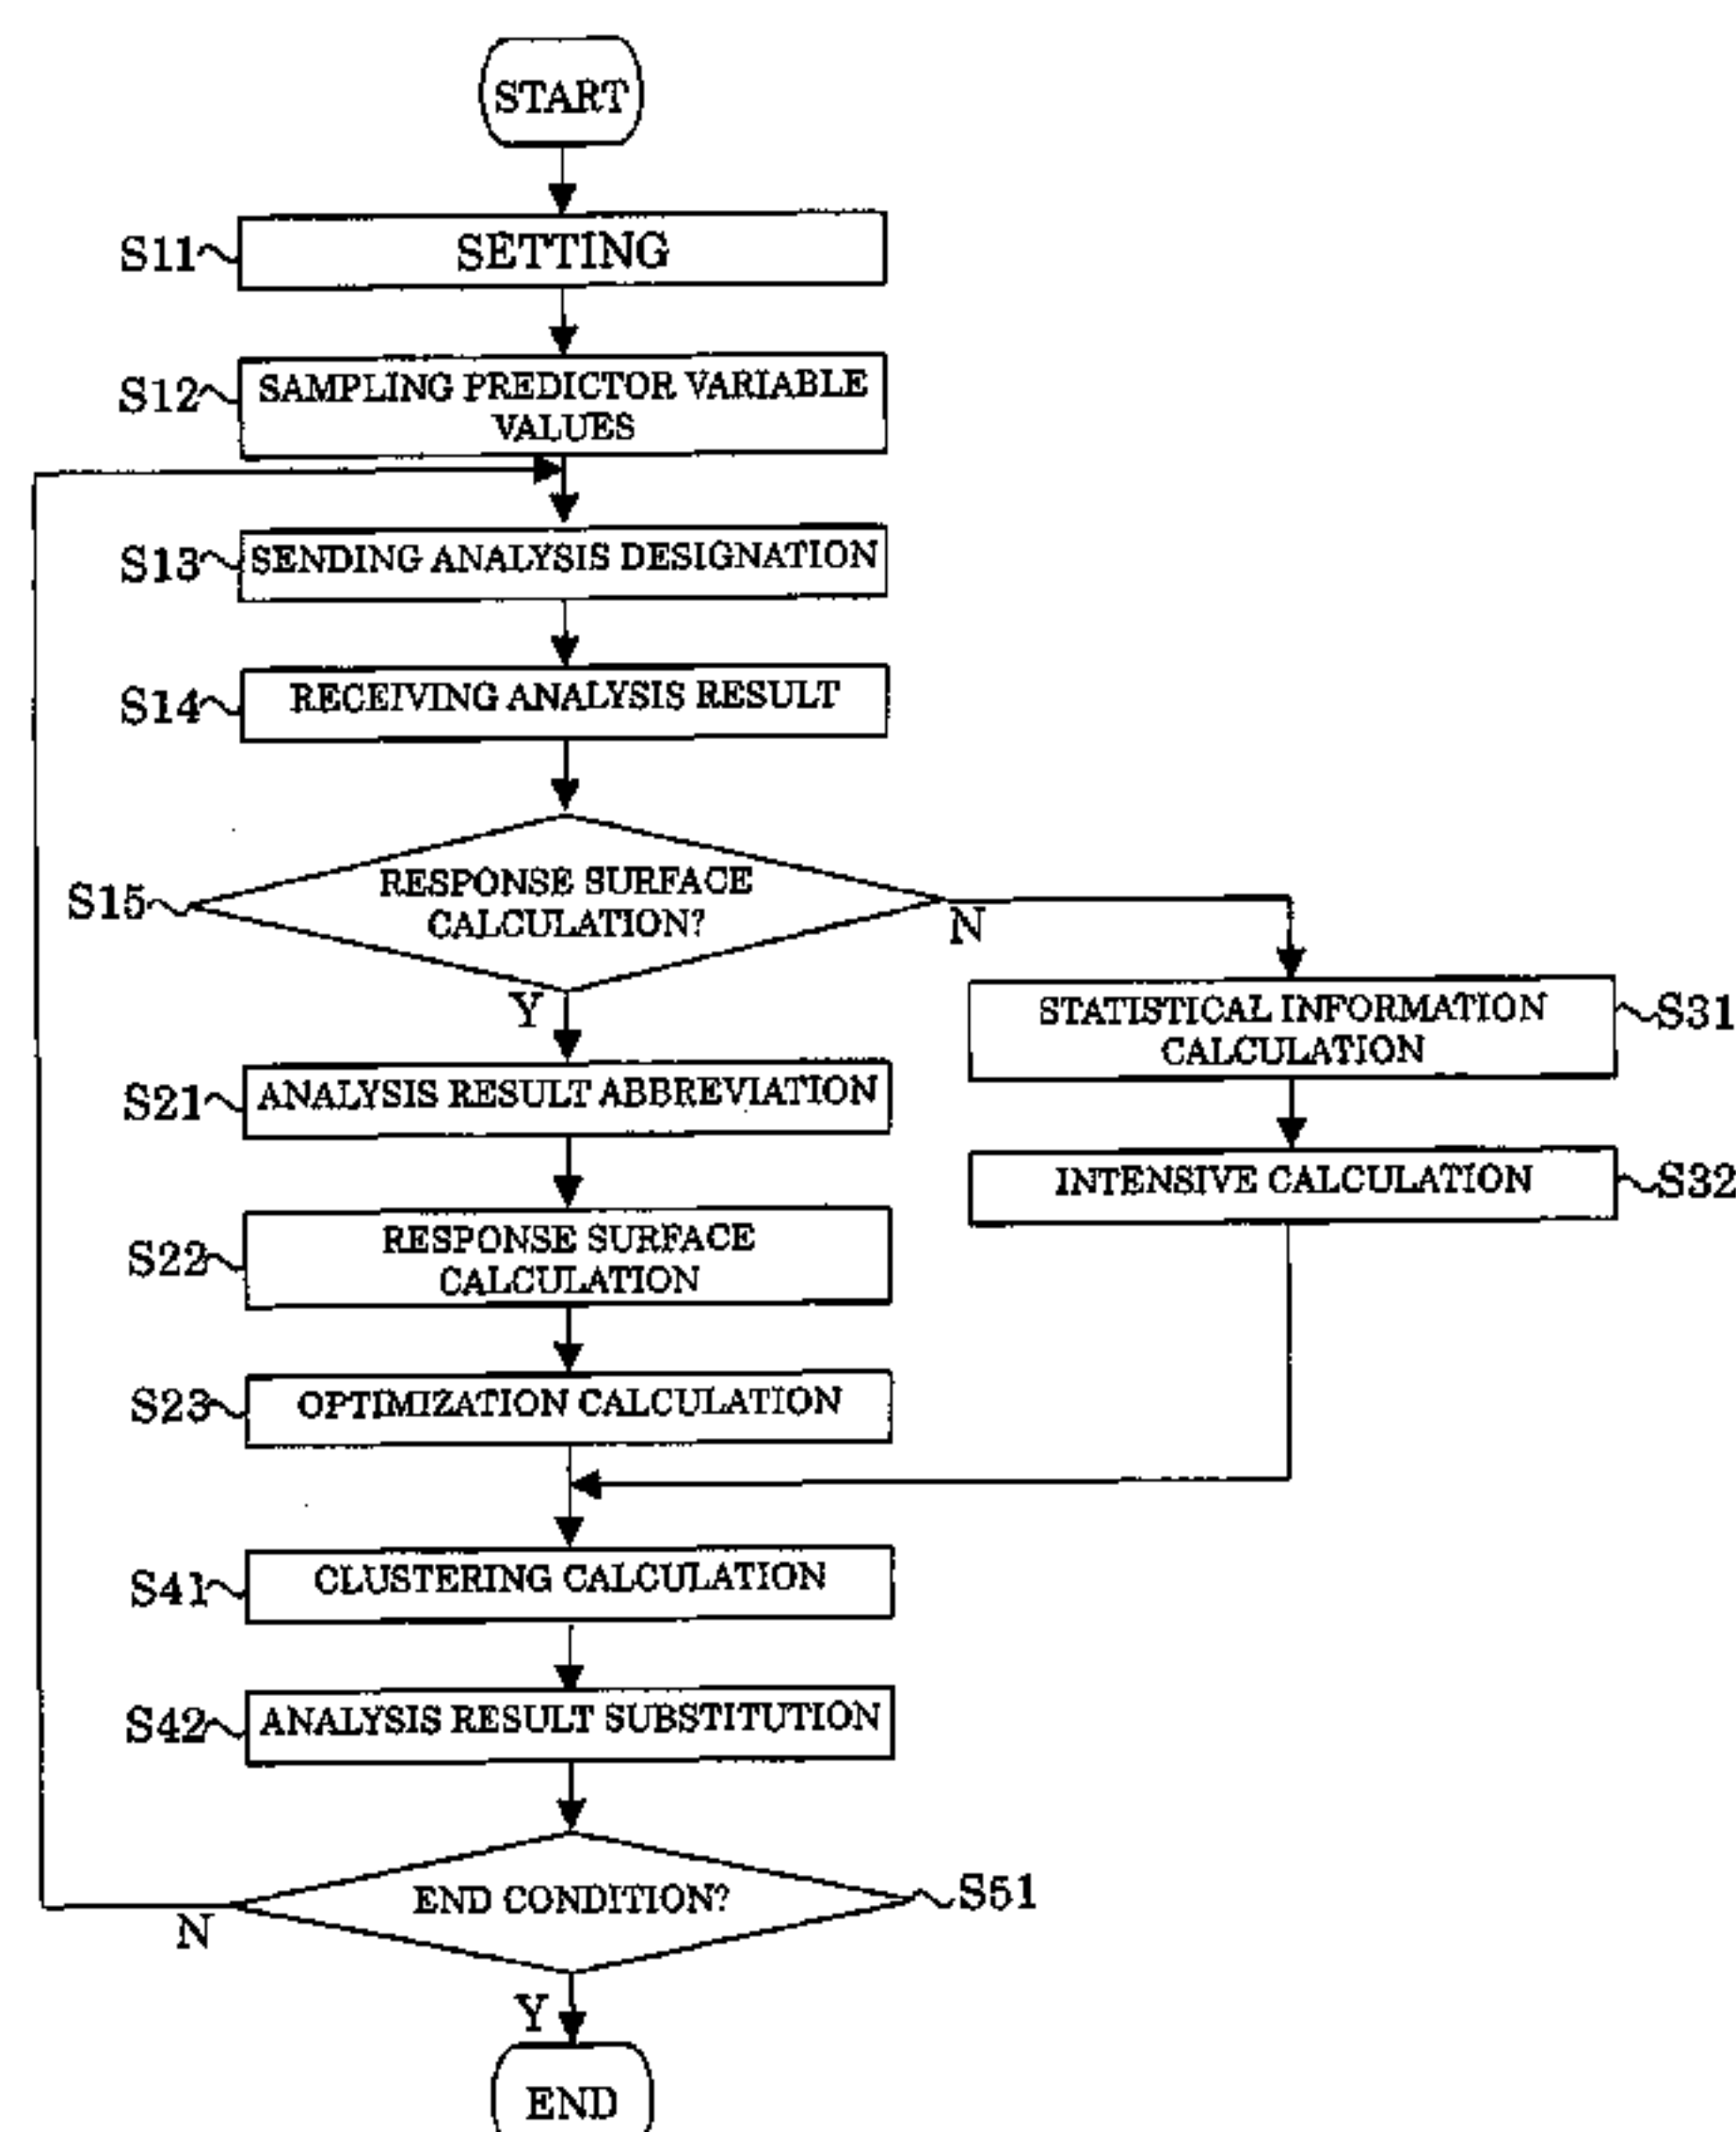 START
S11
SETTING
S12
SAMPLING PREDICTOR VARIABLE
VALUES
S13
SENDING ANALYSIS DESIGNATION
S14
RECEIVING ANALYSIS RESULT
S15
RESPONSE SURFACE
CALCULATION?
N
Y
STATISTICAL INFORMATION
CALCULATION
S31
S21
ANALYSIS RESULT ABBREVIATION
INTENSIVE CALCULATION
S32
S22
RESPONSE SURFACE
CALCULATION
S23
OPTIMIZATION CALCULATION
S41
CLUSTERING CALCULATION
S42
ANALYSIS RESULT SUBSTITUTION
END CONDITION?
S51
N
Y
END